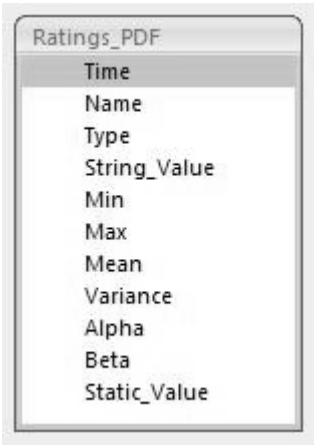 Ratings_PDF
Time
Name
Type
String_Value
Min
Max
Mean
Variance
Alpha
Beta
Static_Value